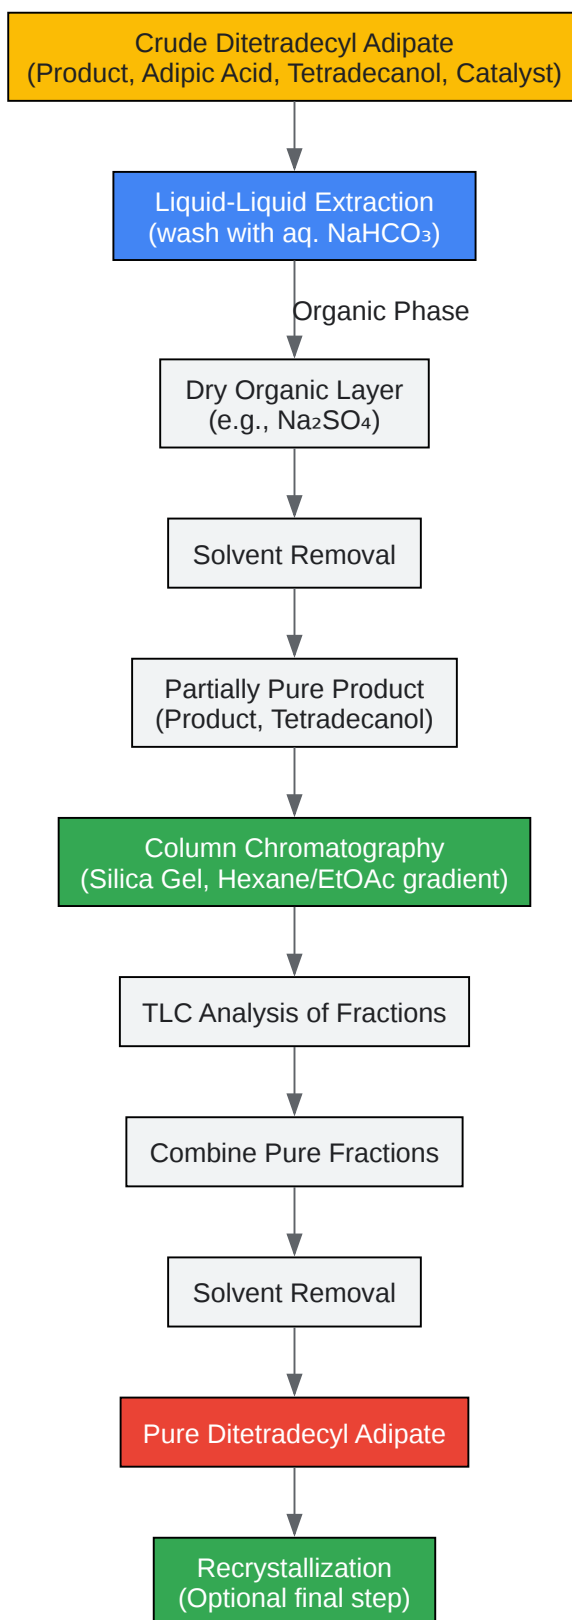 Crude Ditetradecyl Adipate
(Product, Adipic Acid, Tetradecanol, Catalyst)
Liquid-Liquid Extraction
(wash with aq. NaHCO₃)
Organic Phase
Dry Organic Layer
(e.g., Na₂SO₄)
Solvent Removal
Partially Pure Product
(Product, Tetradecanol)
Column Chromatography
(Silica Gel, Hexane/EtOAc gradient)
TLC Analysis of Fractions
Combine Pure Fractions
Solvent Removal
Pure Ditetradecyl Adipate
Recrystallization
(Optional final step)